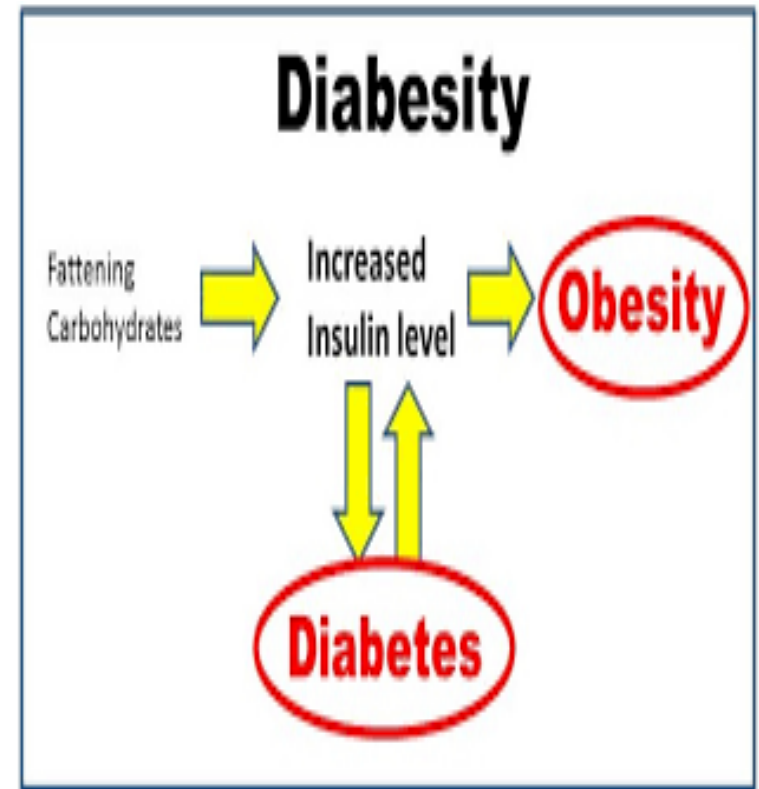 Diabesity
Fattening
Carbohydrates
Increased
Insulin level
Obesity
Diabetes